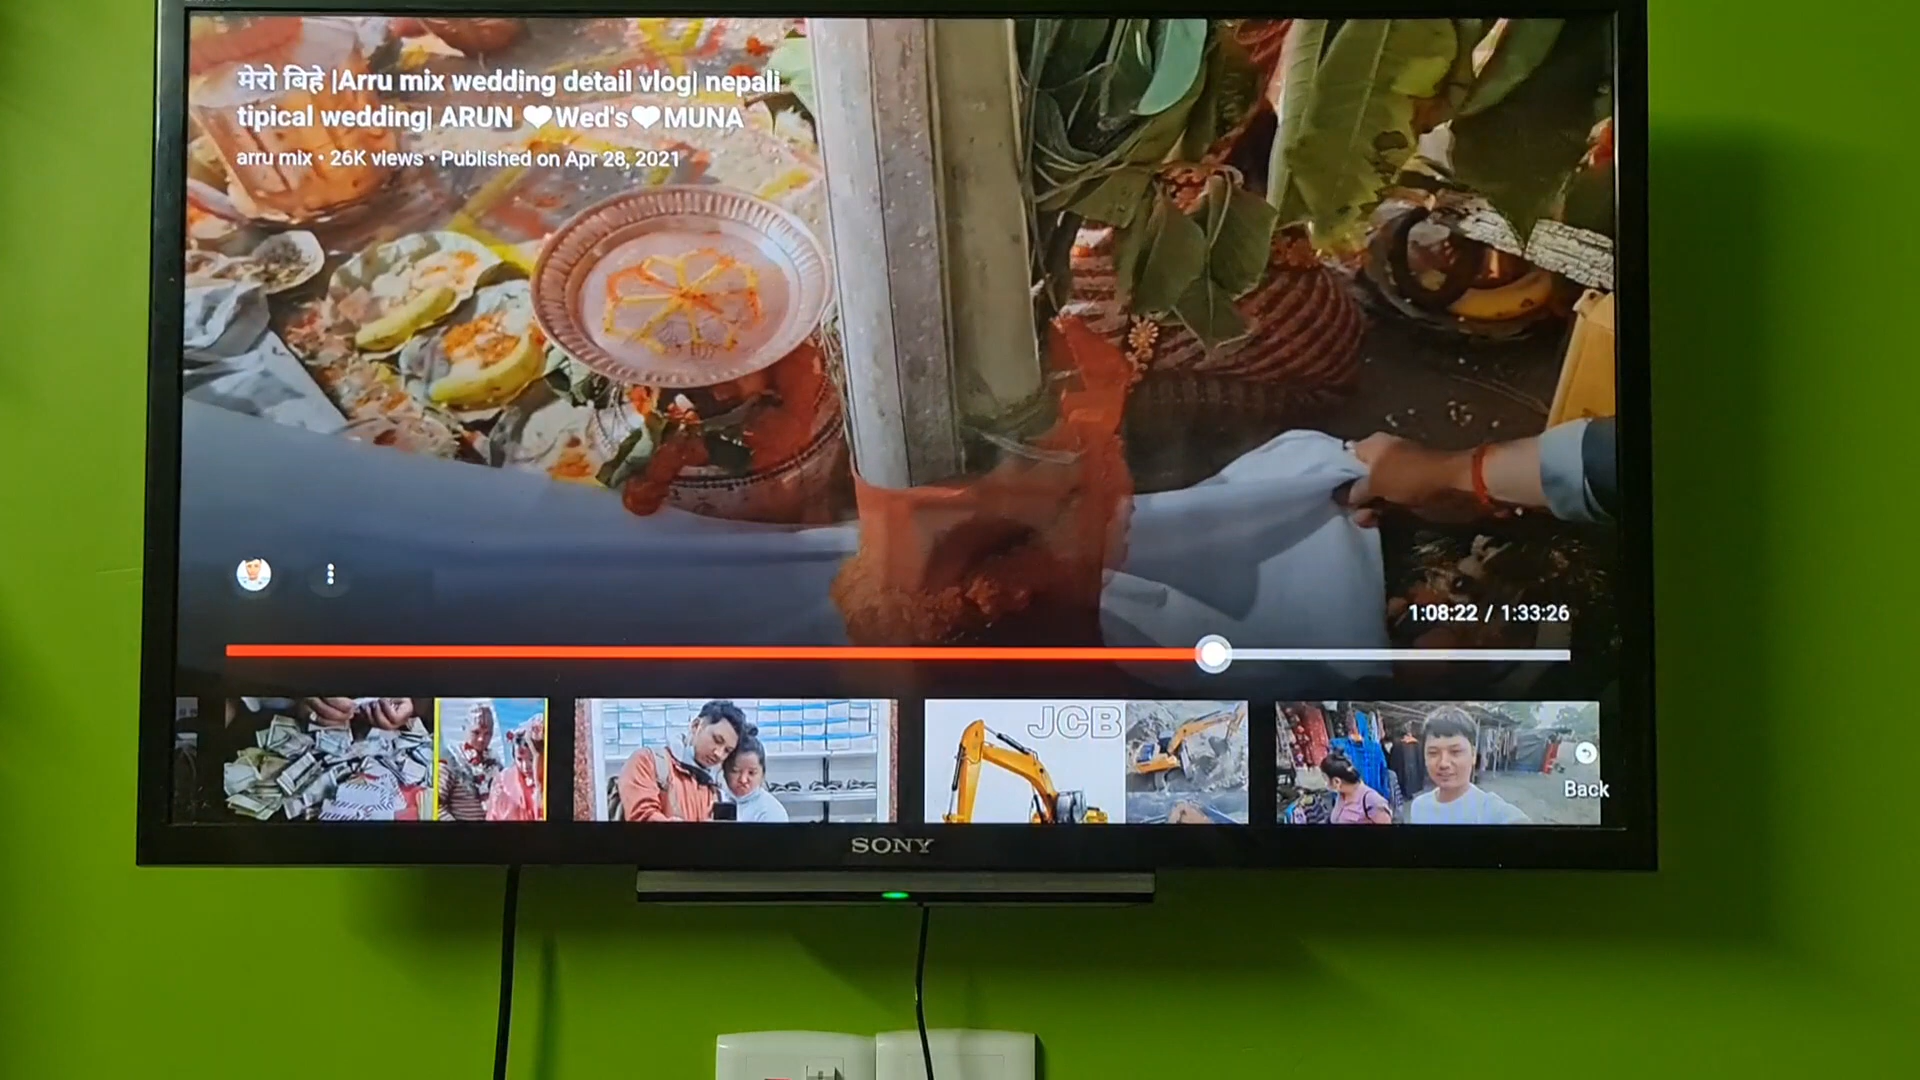 मेरो बिहे |Arru mix wedding detail vlog| nepali
tipical wedding| ARUN ❤Wed's❤MUNA
arru mix • 26K views • Published on Apr 28, 2021
1:08:22 / 1:33:26
JCB
Back
SONY